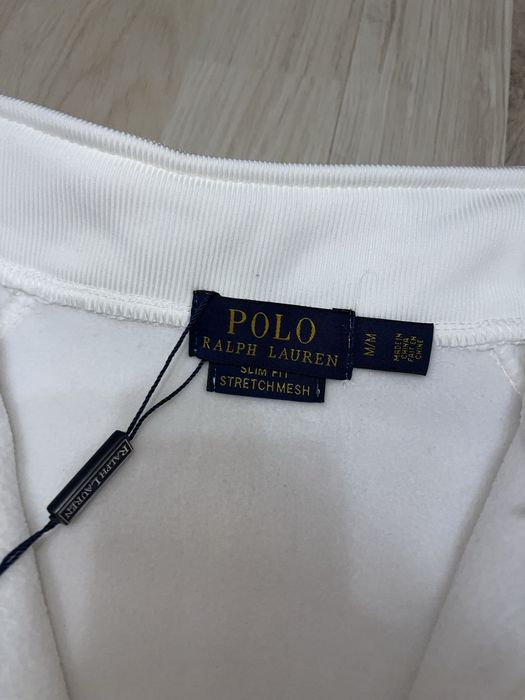 POLO
RALPH LAUREN
SLIM FIT
STRETCH MESH
M/M
MADE IN
CHINA
FAIT EN
CHINE
RALPH LAUREN